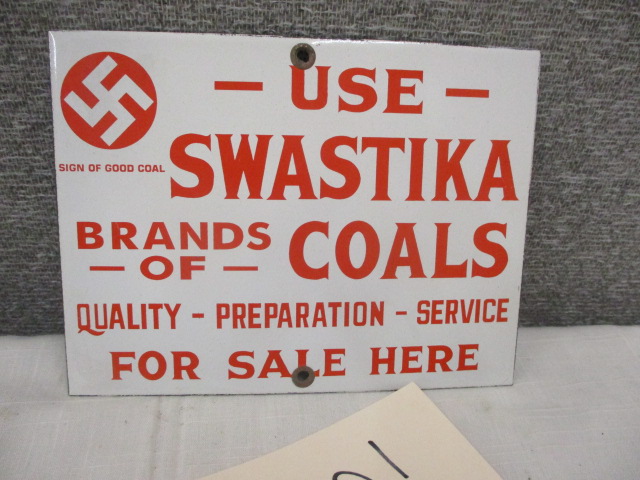 — USE —
SWASTIKA
SIGN OF GOOD COAL
BRANDS
— OF —
COALS
QUALITY - PREPARATION - SERVICE
FOR SALE HERE